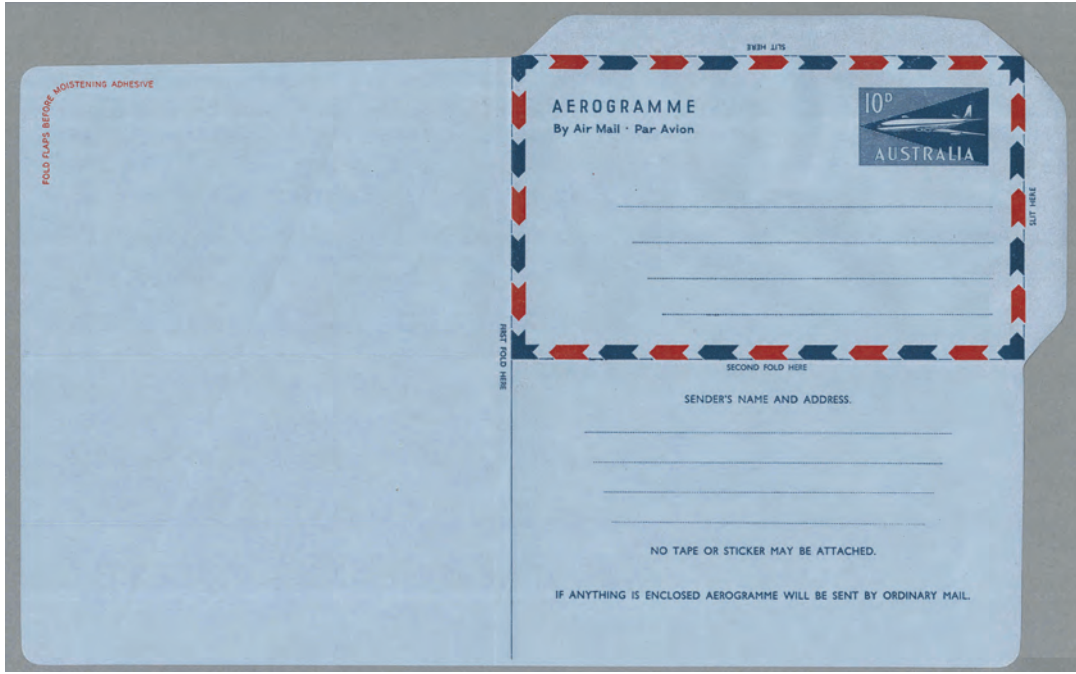 SLIT HERE
FOLD FLAPS BEFORE MOISTENING ADHESIVE
AEROGRAMME
By Air Mail · Par Avion
10D
AUSTRALIA
SLIT HERE
FIRST FOLD HERE
SECOND FOLD HERE
SENDER'S NAME AND ADDRESS.
NO TAPE OR STICKER MAY BE ATTACHED.
IF ANYTHING IS ENCLOSED AEROGRAMME WILL BE SENT BY ORDINARY MAIL.